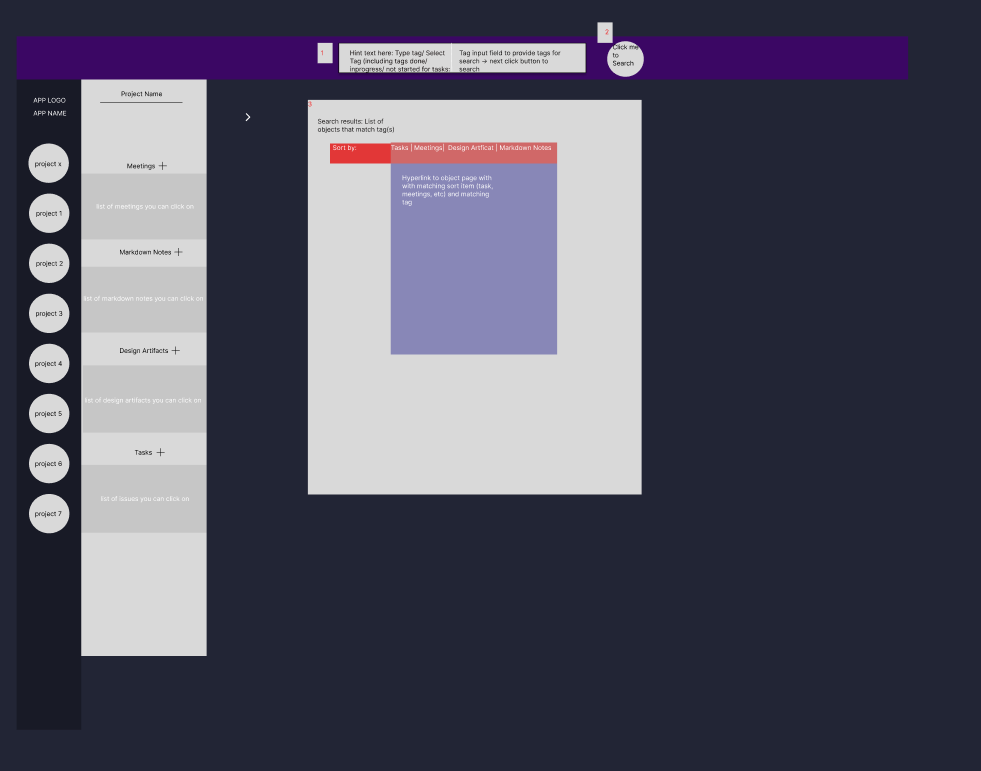 2
1
Hint text here: Type tag/ Select
Tag (including tags done/
inprogress/ not started for tasks:
Tag input field to provide tags for
search -> next click button to
search
Click me
to
Search
APP LOGO
APP NAME
project x
project 1
project 2
project 3
project 4
project 5
project 6
project 7
Project Name
Meetings +
list of meetings you can click on
Markdown Notes +
list of markdown notes you can click on
Design Artifacts +
list of design artifacts you can click on
Tasks +
list of issues you can click on
3
Search results: List of
objects that match tag(s)
Sort by:
Tasks | Meetings| Design Artficat | Markdown Notes
Hyperlink to object page with
with matching sort item (task,
meetings, etc) and matching
tag